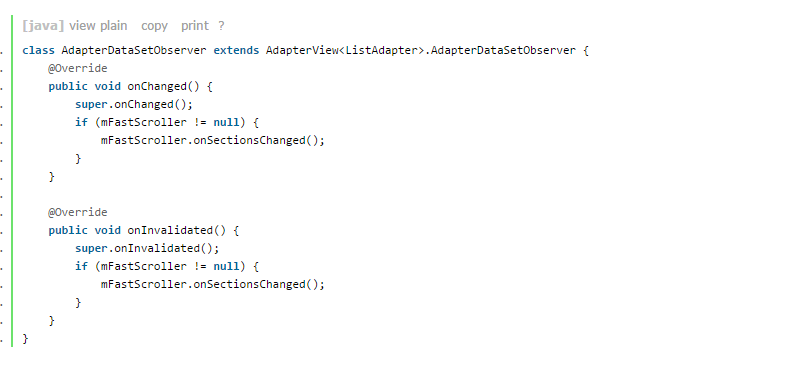 [java] view plain copy print ?
class AdapterDataSetObserver extends AdapterView<ListAdapter>.AdapterDataSetObserver {
    @Override
    public void onChanged() {
        super.onChanged();
        if (mFastScroller != null) {
            mFastScroller.onSectionsChanged();
        }
    }

    @Override
    public void onInvalidated() {
        super.onInvalidated();
        if (mFastScroller != null) {
            mFastScroller.onSectionsChanged();
        }
    }
}